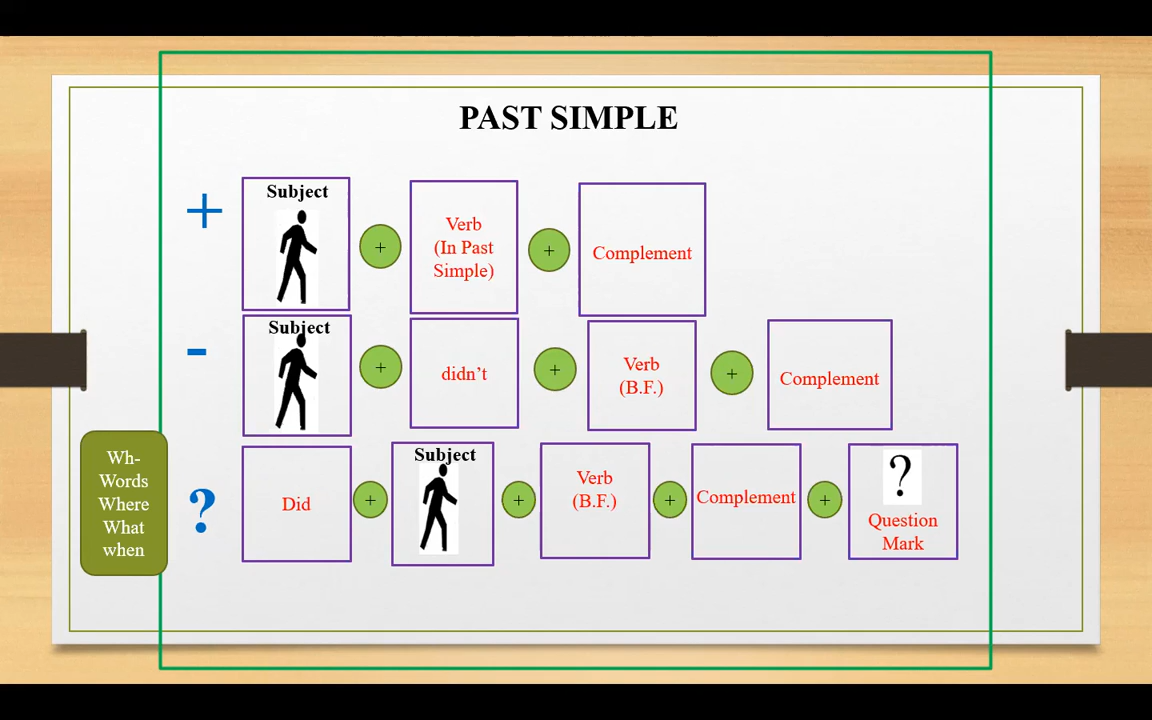 PAST SIMPLE
+
Subject
+
Verb
(In Past
Simple)
+
Complement
-
Subject
+
didn't
+
Verb
(B.F.)
+
Complement
Wh-
Words
Where
What
when
?
Did
+
Subject
+
Verb
(B.F.)
+
Complement
+
?
Question
Mark